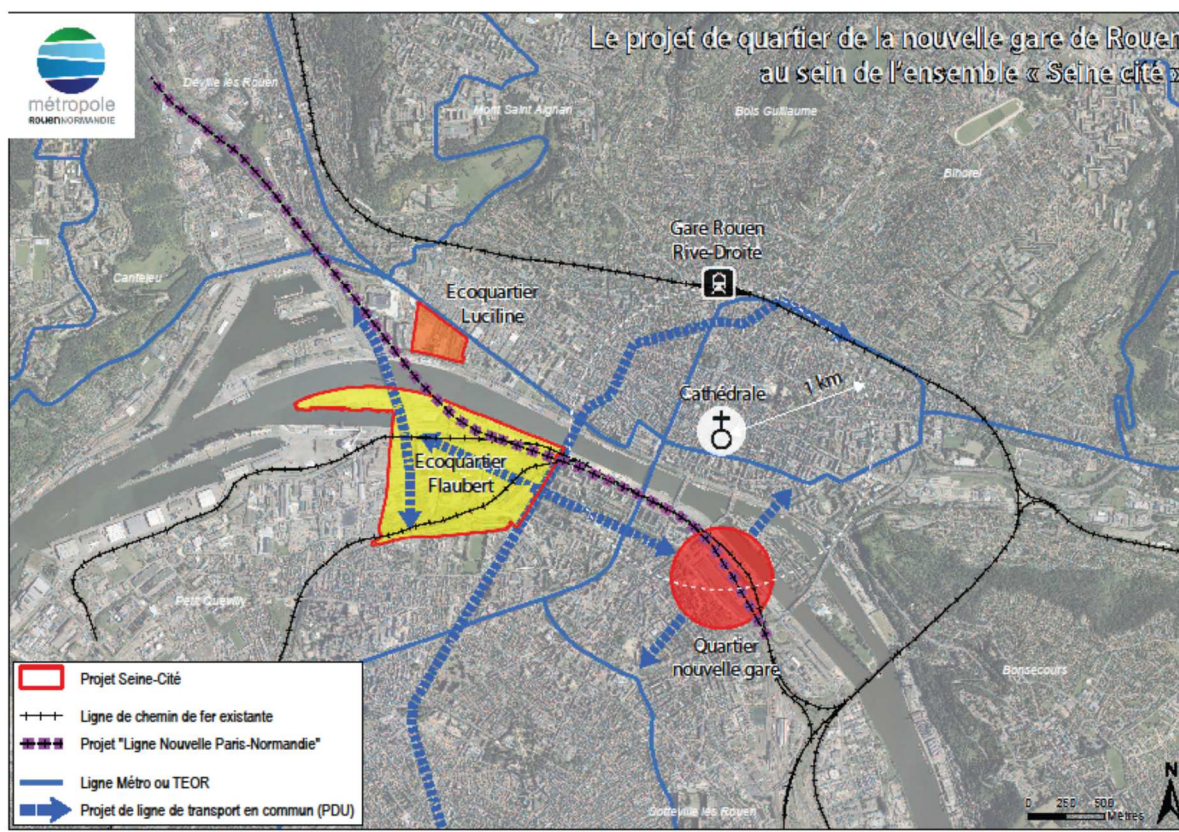 Le projet de quartier de la nouvelle gare de Rouen
au sein de l'ensemble « Seine cité »
métropole
ROUENNORMANDIE
Déville lès Rouen
Mont Saint Aignan
Bois Guillaume
Bihorel
Gare Rouen
Rive-Droite
Canteleu
Ecoquartier
Luciline
1 km
Cathédrale
Ecoquartier
Flaubert
Petit Quevilly
Quartier
nouvelle gare
Bonsecours
Sotteville lès Rouen
Projet Seine-Cité
Ligne de chemin de fer existante
Projet "Ligne Nouvelle Paris-Normandie"
Ligne Métro ou TEOR
Projet de ligne de transport en commun (PDU)
N
0 250 500
Mètres